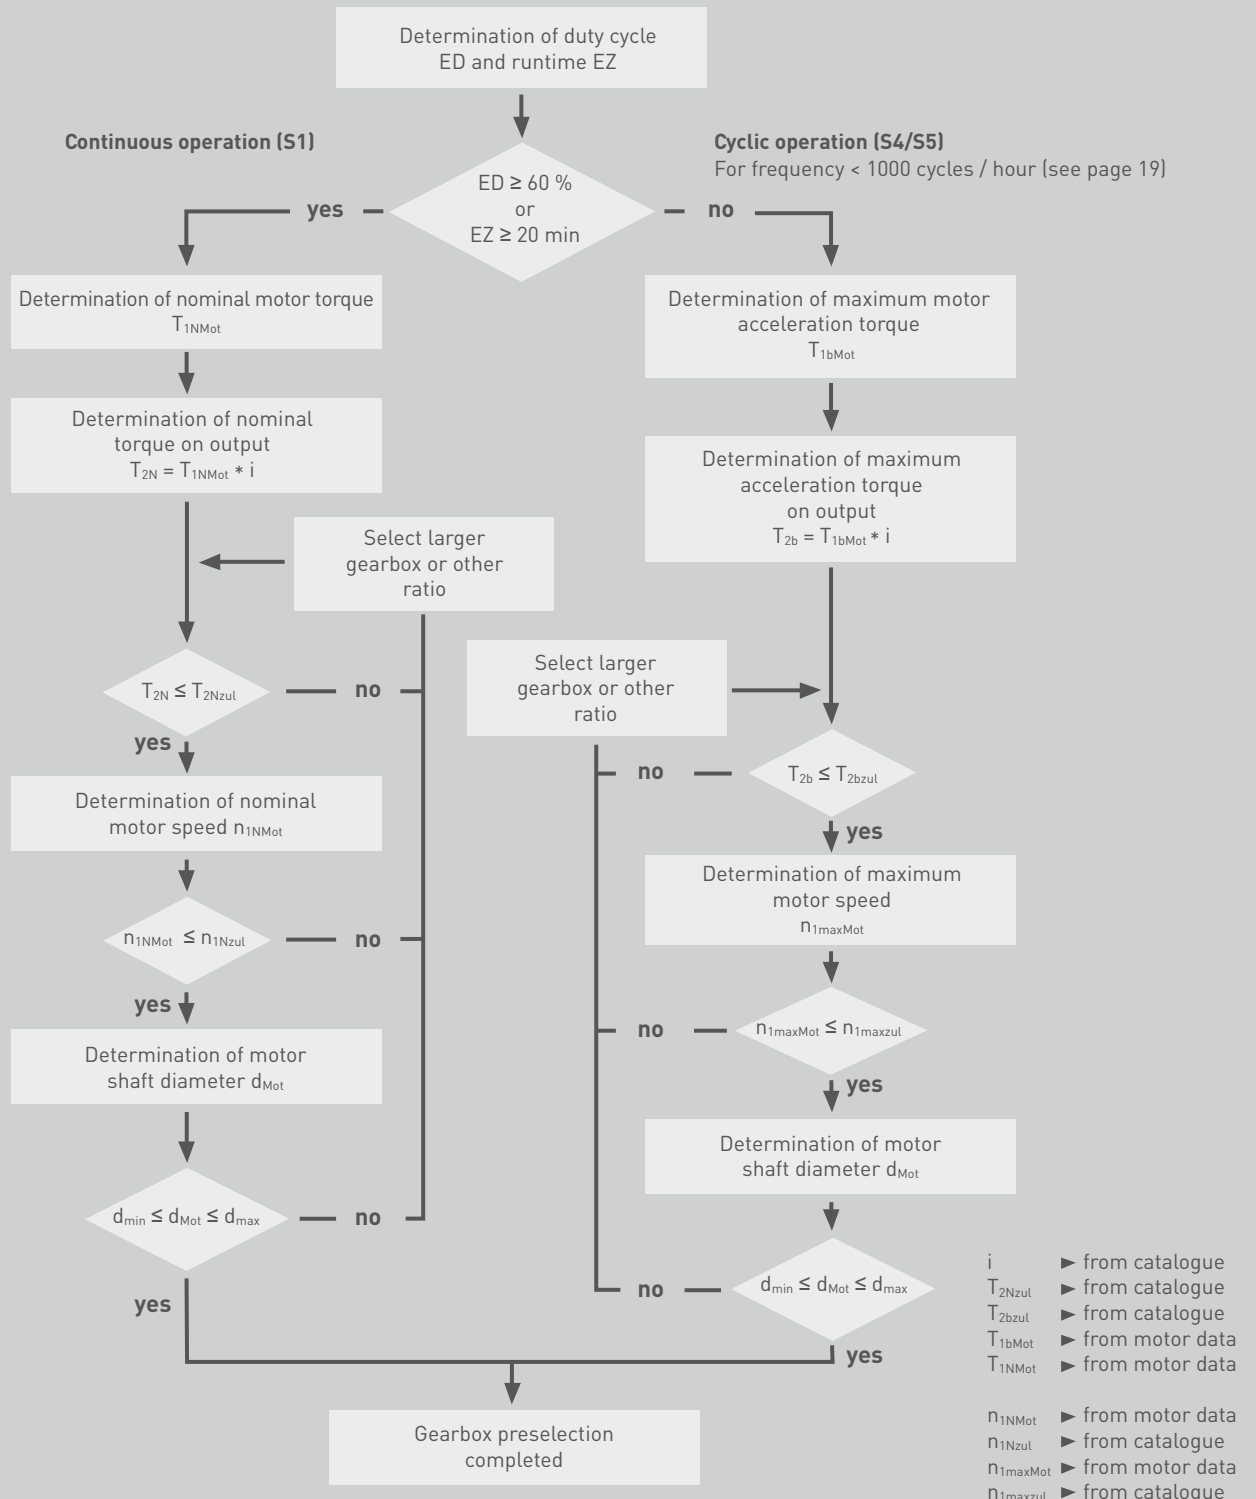 Determination of duty cycle
ED and runtime EZ
Continuous operation (S1)
Cyclic operation (S4/S5)
For frequency < 1000 cycles / hour (see page 19)
ED ≥ 60 %
or
EZ ≥ 20 min
yes
no
Determination of nominal motor torque
T1NMot
Determination of maximum motor
acceleration torque
T1bMot
Determination of nominal
torque on output
T2N = T1NMot * i
Determination of maximum
acceleration torque
on output
T2b = T1bMot * i
Select larger
gearbox or other
ratio
Select larger
gearbox or other
ratio
T2N ≤ T2Nzul
no
yes
T2b ≤ T2bzul
no
yes
Determination of nominal
motor speed n1NMot
Determination of maximum
motor speed
n1maxMot
n1NMot ≤ n1Nzul
no
yes
n1maxMot ≤ n1maxzul
no
yes
Determination of motor
shaft diameter dMot
Determination of motor
shaft diameter dMot
dmin ≤ dMot ≤ dmax
no
yes
dmin ≤ dMot ≤ dmax
no
yes
Gearbox preselection
completed
i ► from catalogue
T2Nzul ► from catalogue
T2bzul ► from catalogue
T1bMot ► from motor data
T1NMot ► from motor data
n1NMot ► from motor data
n1Nzul ► from catalogue
n1maxMot ► from motor data
n1maxzul ► from catalogue